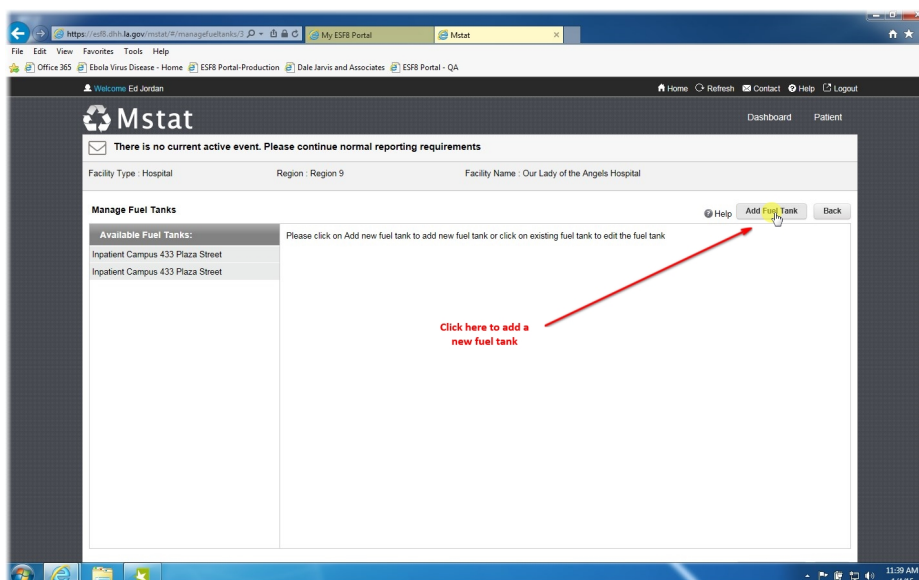 https://esf8.dhh.la.gov/mstat/#/managefueltanks/3
My ESF8 Portal
Mstat
File Edit View Favorites Tools Help
Office 365 Ebola Virus Disease - Home ESF8 Portal-Production Dale Jarvis and Associates ESF8 Portal - QA
Welcome Ed Jordan Home Refresh Contact Help Logout
Mstat Dashboard Patient
There is no current active event. Please continue normal reporting requirements
Facility Type : Hospital Region : Region 9 Facility Name : Our Lady of the Angels Hospital
Manage Fuel Tanks Help Add Fuel Tank Back
Available Fuel Tanks: Please click on Add new fuel tank to add new fuel tank or click on existing fuel tank to edit the fuel tank
Inpatient Campus 433 Plaza Street
Inpatient Campus 433 Plaza Street
Click here to add a
new fuel tank
11:39 AM